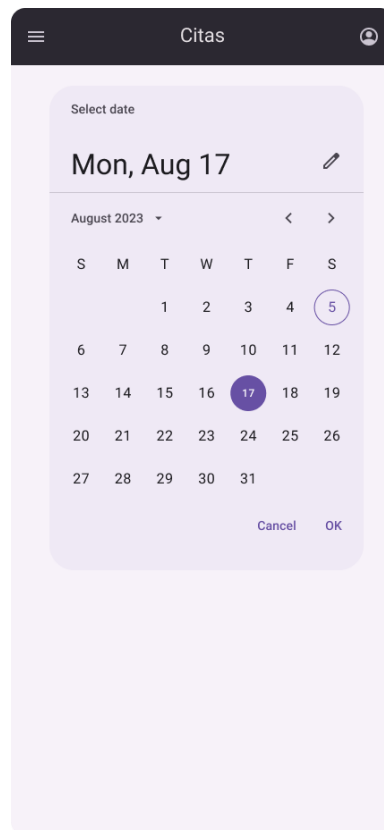 Citas
Select date
Mon, Aug 17
August 2023
S M T W T F S
1 2 3 4 5
6 7 8 9 10 11 12
13 14 15 16 17 18 19
20 21 22 23 24 25 26
27 28 29 30 31
Cancel OK